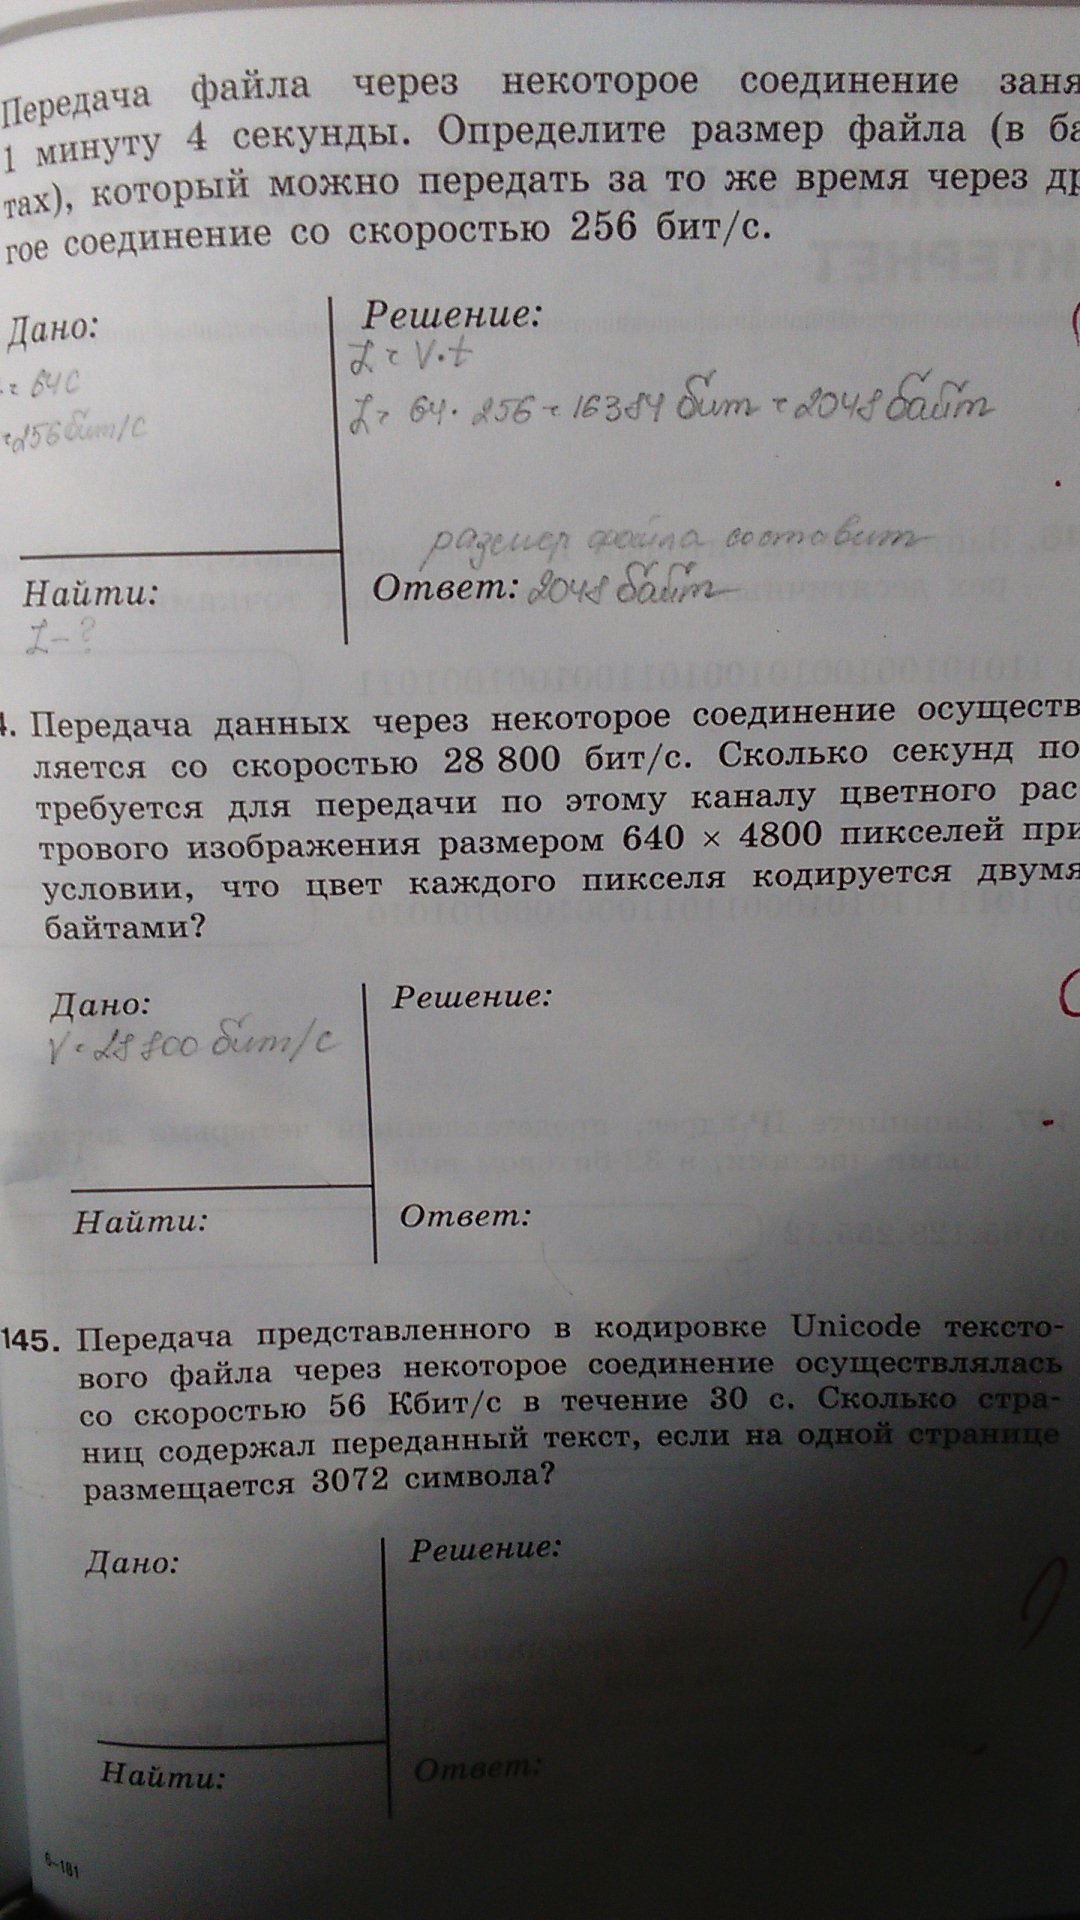 Передача файла через некоторое соединение заня
1 минуту 4 секунды. Определите размер файла (в ба
тах), который можно передать за то же время через др
гое соединение со скоростью 256 бит/с.
Дано:
= 64 с
=256 бит/с
Найти:
I - ?
Решение:
I = V·t
I = 64 · 256 = 16384 бит = 2048 байт
размер файла составит
Ответ: 2048 байт
4. Передача данных через некоторое соединение осуществ
ляется со скоростью 28 800 бит/с. Сколько секунд по
требуется для передачи по этому каналу цветного рас
трового изображения размером 640 × 4800 пикселей при
условии, что цвет каждого пикселя кодируется двумя
байтами?
Дано:
V = 28 800 бит/с
Найти:
Решение:
Ответ:
145. Передача представленного в кодировке Unicode тексто-
вого файла через некоторое соединение осуществлялась
со скоростью 56 Кбит/с в течение 30 с. Сколько стра-
ниц содержал переданный текст, если на одной странице
размещается 3072 символа?
Дано:
Найти:
Решение:
Ответ:
6–181